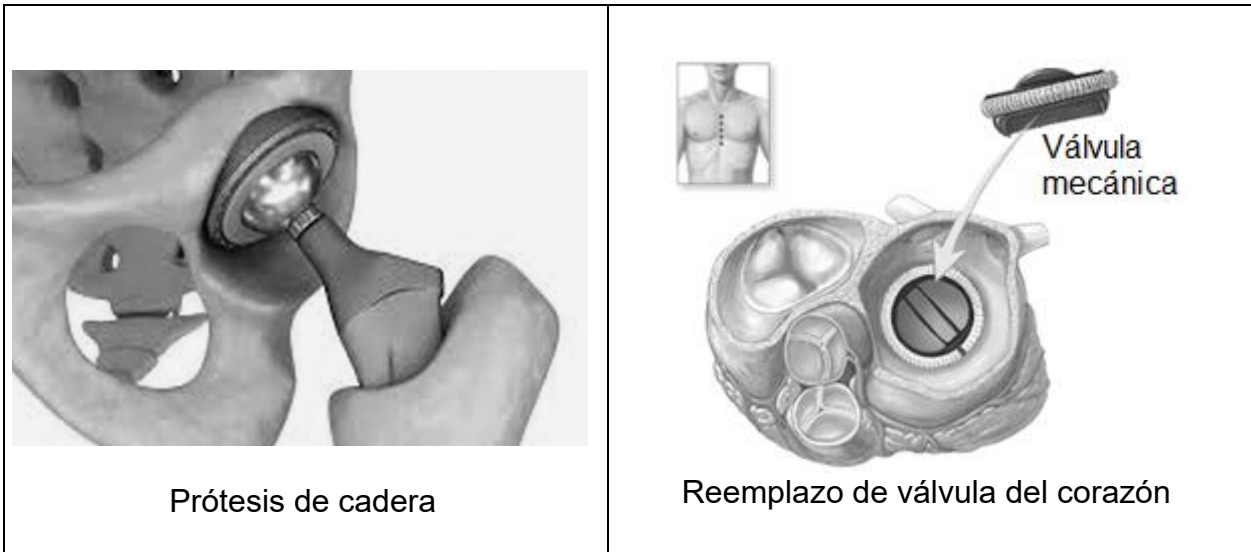 Válvula
mecánica
Prótesis de cadera
Reemplazo de válvula del corazón